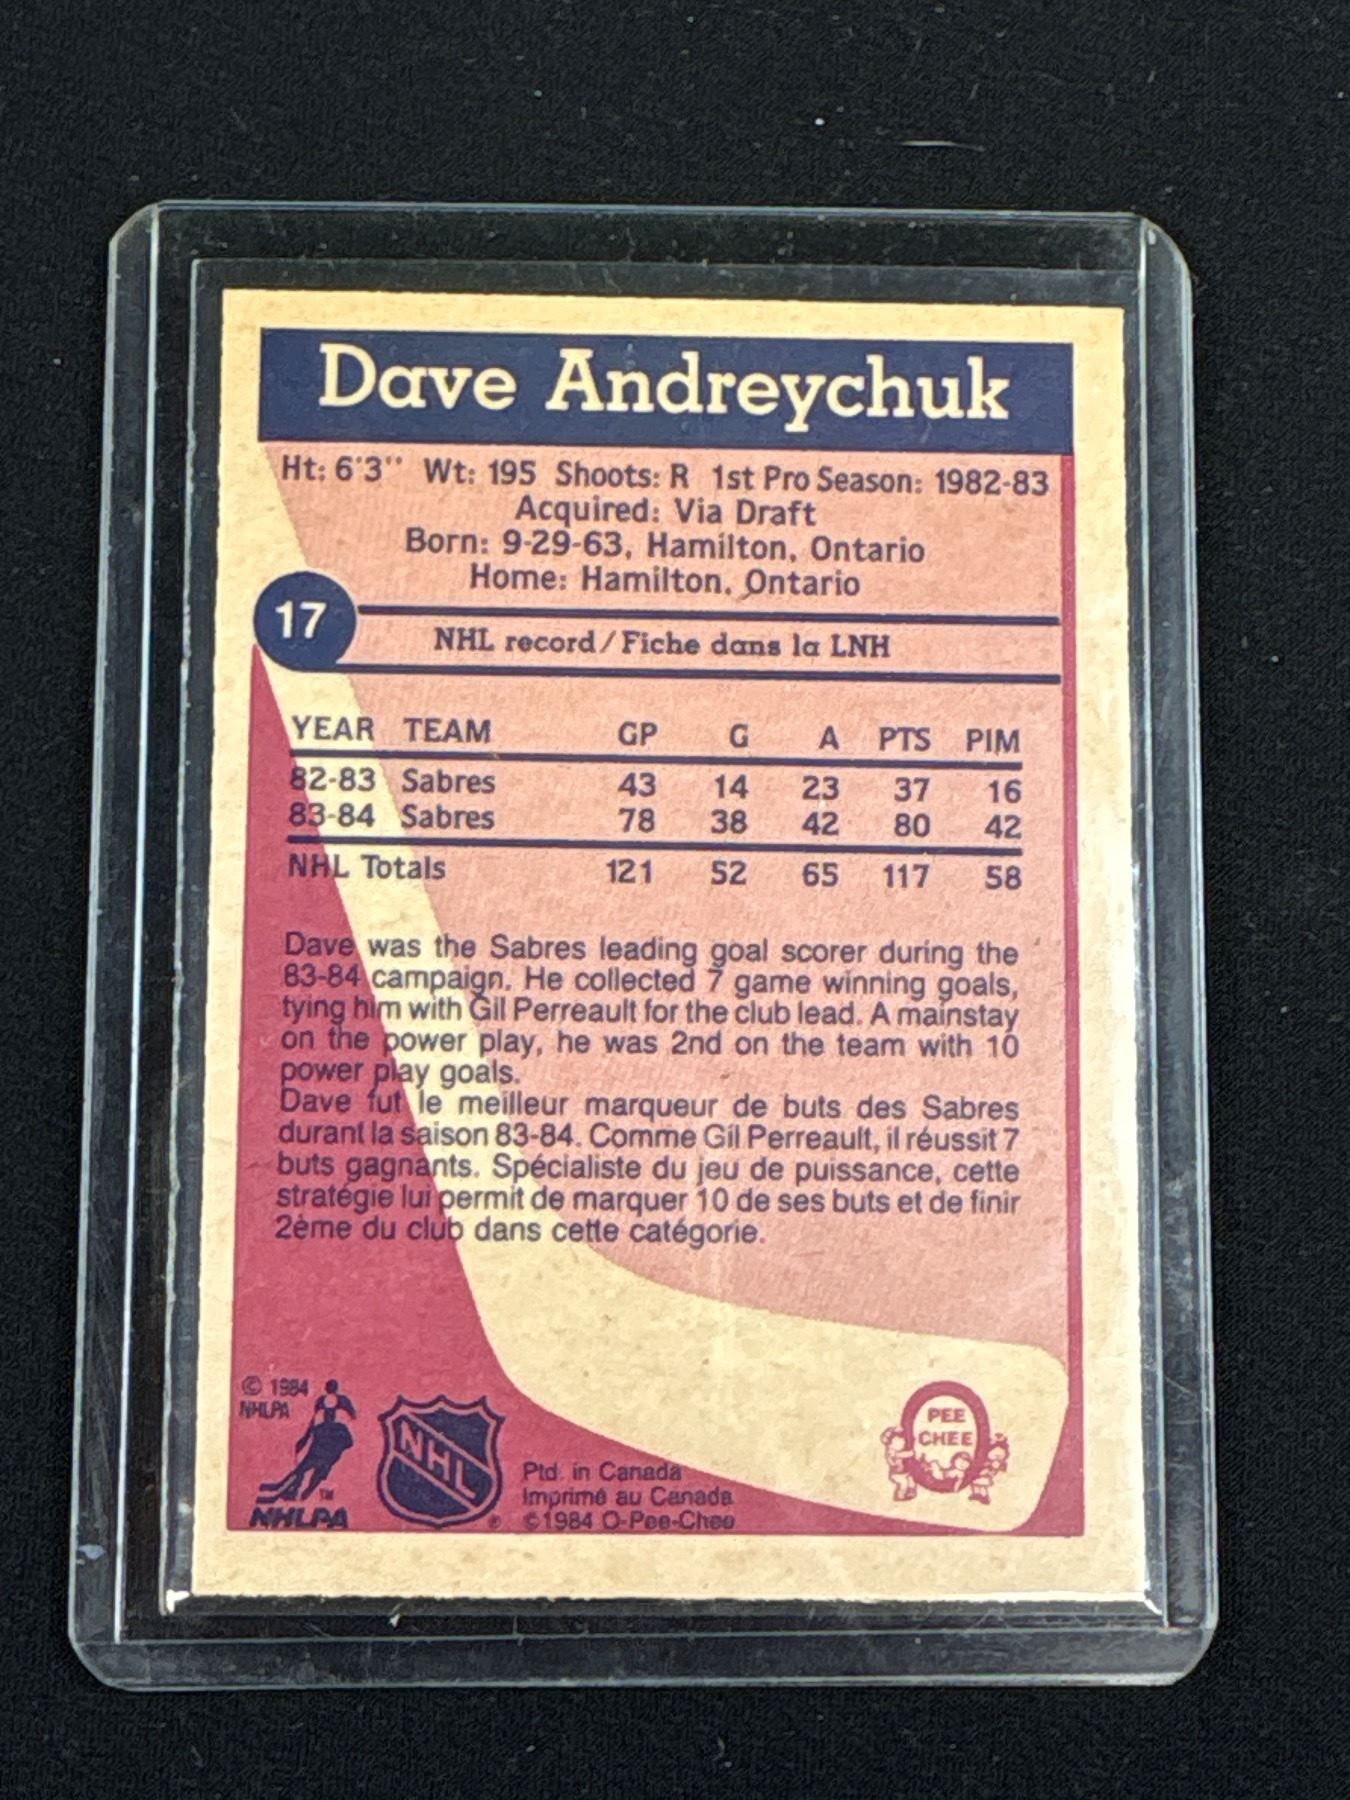 Dave Andreychuk
Ht: 6'3" Wt: 195 Shoots: R 1st Pro Season: 1982-83
Acquired: Via Draft
Born: 9-29-63, Hamilton, Ontario
Home: Hamilton, Ontario
17
NHL record/Fiche dans la LNH
YEAR TEAM GP G A PTS PIM
82-83 Sabres 43 14 23 37 16
83-84 Sabres 78 38 42 80 42
NHL Totals 121 52 65 117 58
Dave was the Sabres leading goal scorer during the
83-84 campaign. He collected 7 game winning goals,
tying him with Gil Perreault for the club lead. A mainstay
on the power play, he was 2nd on the team with 10
power play goals.
Dave fut le meilleur marqueur de buts des Sabres
durant la saison 83-84. Comme Gil Perreault, il réussit 7
buts gagnants. Spécialiste du jeu de puissance, cette
stratégie lui permit de marquer 10 de ses buts et de finir
2ème du club dans cette catégorie.
© 1984
NHLPA
TM
NHLPA
NHL
®
Ptd. in Canada
Imprimé au Canada
©1984 O-Pee-Chee
PEE
CHEE